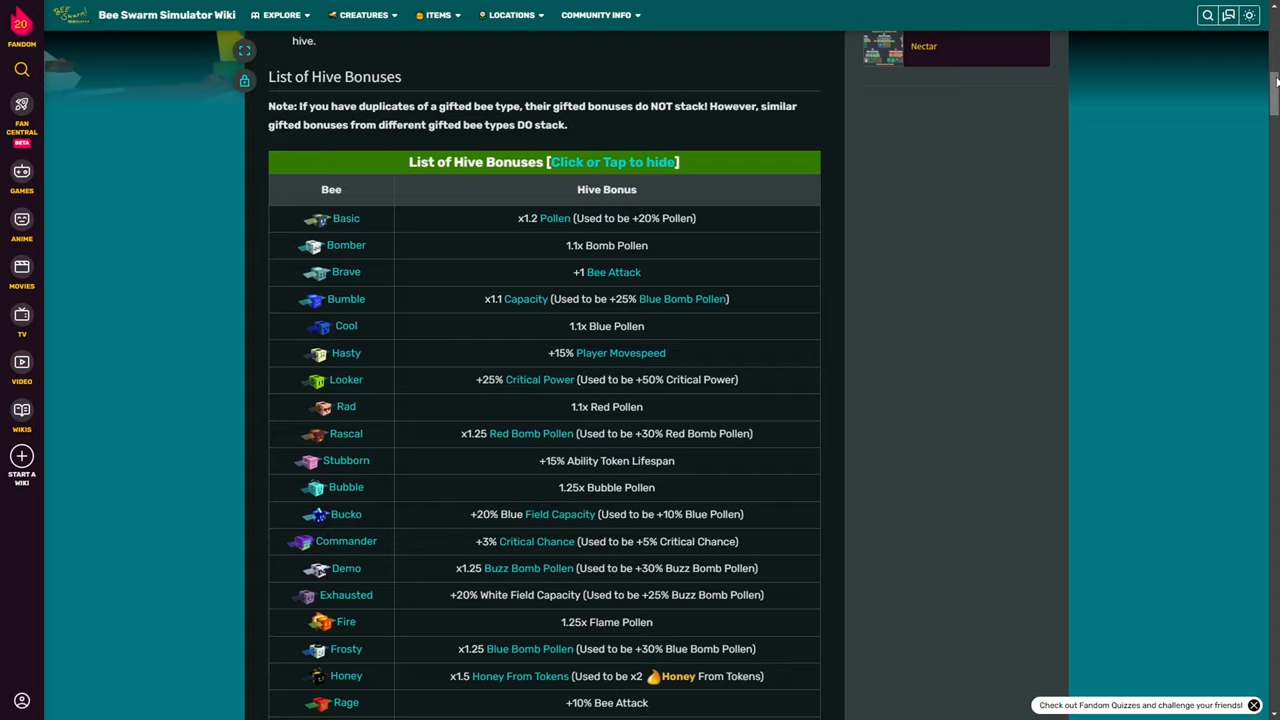 Bee Swarm Simulator Wiki
EXPLORE
CREATURES
ITEMS
LOCATIONS
COMMUNITY INFO
20
FANDOM
FAN CENTRAL
BETA
GAMES
ANIME
MOVIES
TV
VIDEO
WIKIS
START A WIKI
hive.
Nectar
List of Hive Bonuses
Note: If you have duplicates of a gifted bee type, their gifted bonuses do NOT stack! However, similar
gifted bonuses from different gifted bee types DO stack.
List of Hive Bonuses [Click or Tap to hide]
Bee Hive Bonus
Basic x1.2 Pollen (Used to be +20% Pollen)
Bomber 1.1x Bomb Pollen
Brave +1 Bee Attack
Bumble x1.1 Capacity (Used to be +25% Blue Bomb Pollen)
Cool 1.1x Blue Pollen
Hasty +15% Player Movespeed
Looker +25% Critical Power (Used to be +50% Critical Power)
Rad 1.1x Red Pollen
Rascal x1.25 Red Bomb Pollen (Used to be +30% Red Bomb Pollen)
Stubborn +15% Ability Token Lifespan
Bubble 1.25x Bubble Pollen
Bucko +20% Blue Field Capacity (Used to be +10% Blue Pollen)
Commander +3% Critical Chance (Used to be +5% Critical Chance)
Demo x1.25 Buzz Bomb Pollen (Used to be +30% Buzz Bomb Pollen)
Exhausted +20% White Field Capacity (Used to be +25% Buzz Bomb Pollen)
Fire 1.25x Flame Pollen
Frosty x1.25 Blue Bomb Pollen (Used to be +30% Blue Bomb Pollen)
Honey x1.5 Honey From Tokens (Used to be x2 Honey From Tokens)
Rage +10% Bee Attack
Check out Fandom Quizzes and challenge your friends!